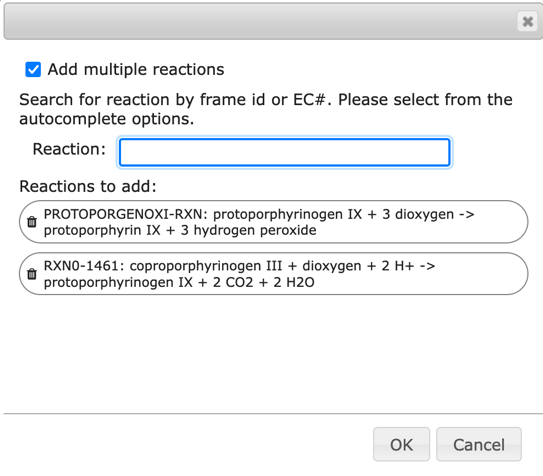 Add multiple reactions
Search for reaction by frame id or EC#. Please select from the
autocomplete options.
Reaction:
Reactions to add:
PROTOPORGENOXI-RXN: protoporphyrinogen IX + 3 dioxygen ->
protoporphyrin IX + 3 hydrogen peroxide
RXN0-1461: coproporphyrinogen III + dioxygen + 2 H+ ->
protoporphyrinogen IX + 2 CO2 + 2 H2O
OK
Cancel